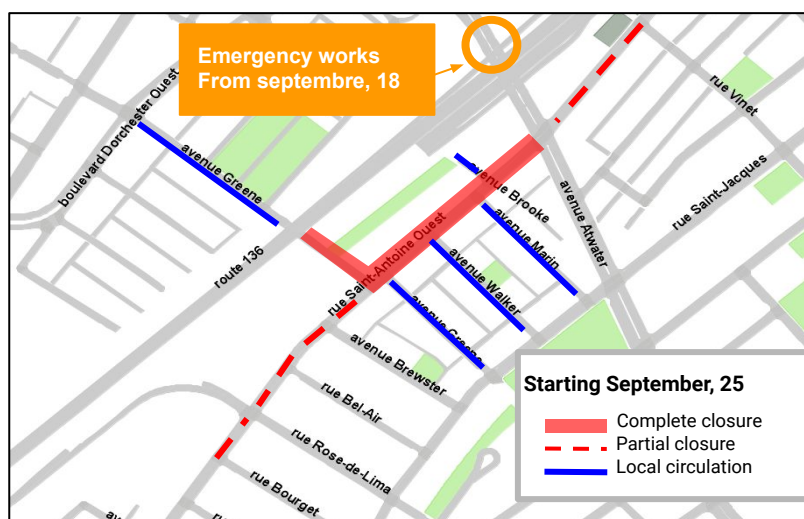 Emergency works
From septembre, 18
boulevard Dorchester Ouest
avenue Greene
route 136
rue Saint-Antoine Ouest
avenue Brooke
avenue Marin
avenue Walker
avenue Greene
avenue Atwater
rue Vinet
rue Saint-Jacques
avenue Brewster
rue Bel-Air
rue Rose-de-Lima
rue Bourget
Starting September, 25
Complete closure
Partial closure
Local circulation